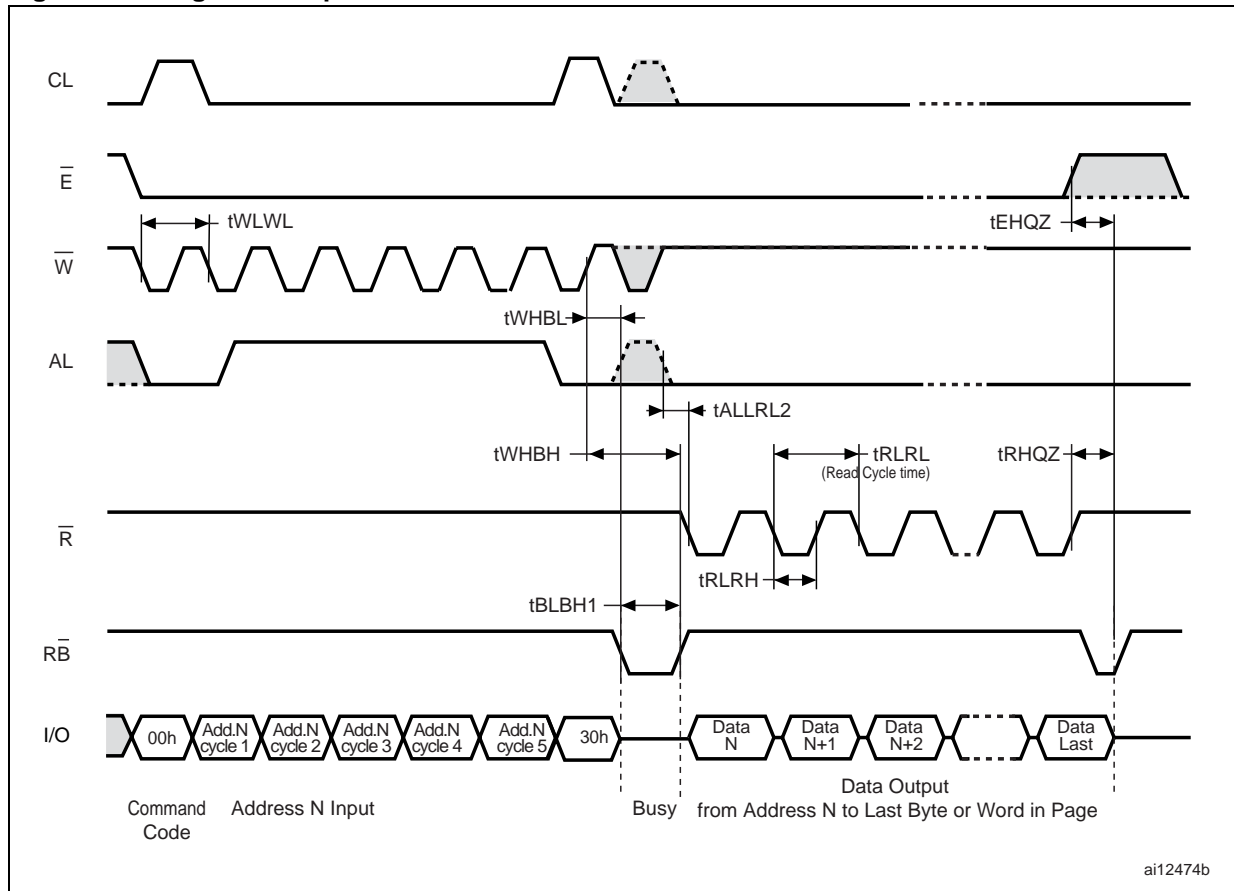 CL
E
tWLWL
tEHQZ
W
tWHBL
AL
tALLRL2
tWHBH
tRLRL
(Read Cycle time)
tRHQZ
R
tRLRH
tBLBH1
RB
I/O
00h
Add.N
cycle 1
Add.N
cycle 2
Add.N
cycle 3
Add.N
cycle 4
Add.N
cycle 5
30h
Data
N
Data
N+1
Data
N+2
Data
Last
Command
Code
Address N Input
Busy
Data Output
from Address N to Last Byte or Word in Page
ai12474b